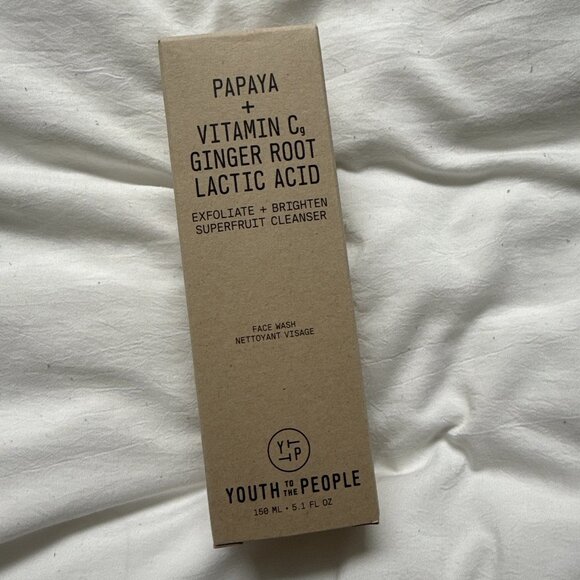 PAPAYA
+
VITAMIN C,
GINGER ROOT
LACTIC ACID
EXFOLIATE + BRIGHTEN
SUPERFRUIT CLEANSER
FACE WASH
NETTOYANT VISAGE
YTTP
YOUTH TO THE PEOPLE
150 ML • 5.1 FL OZ